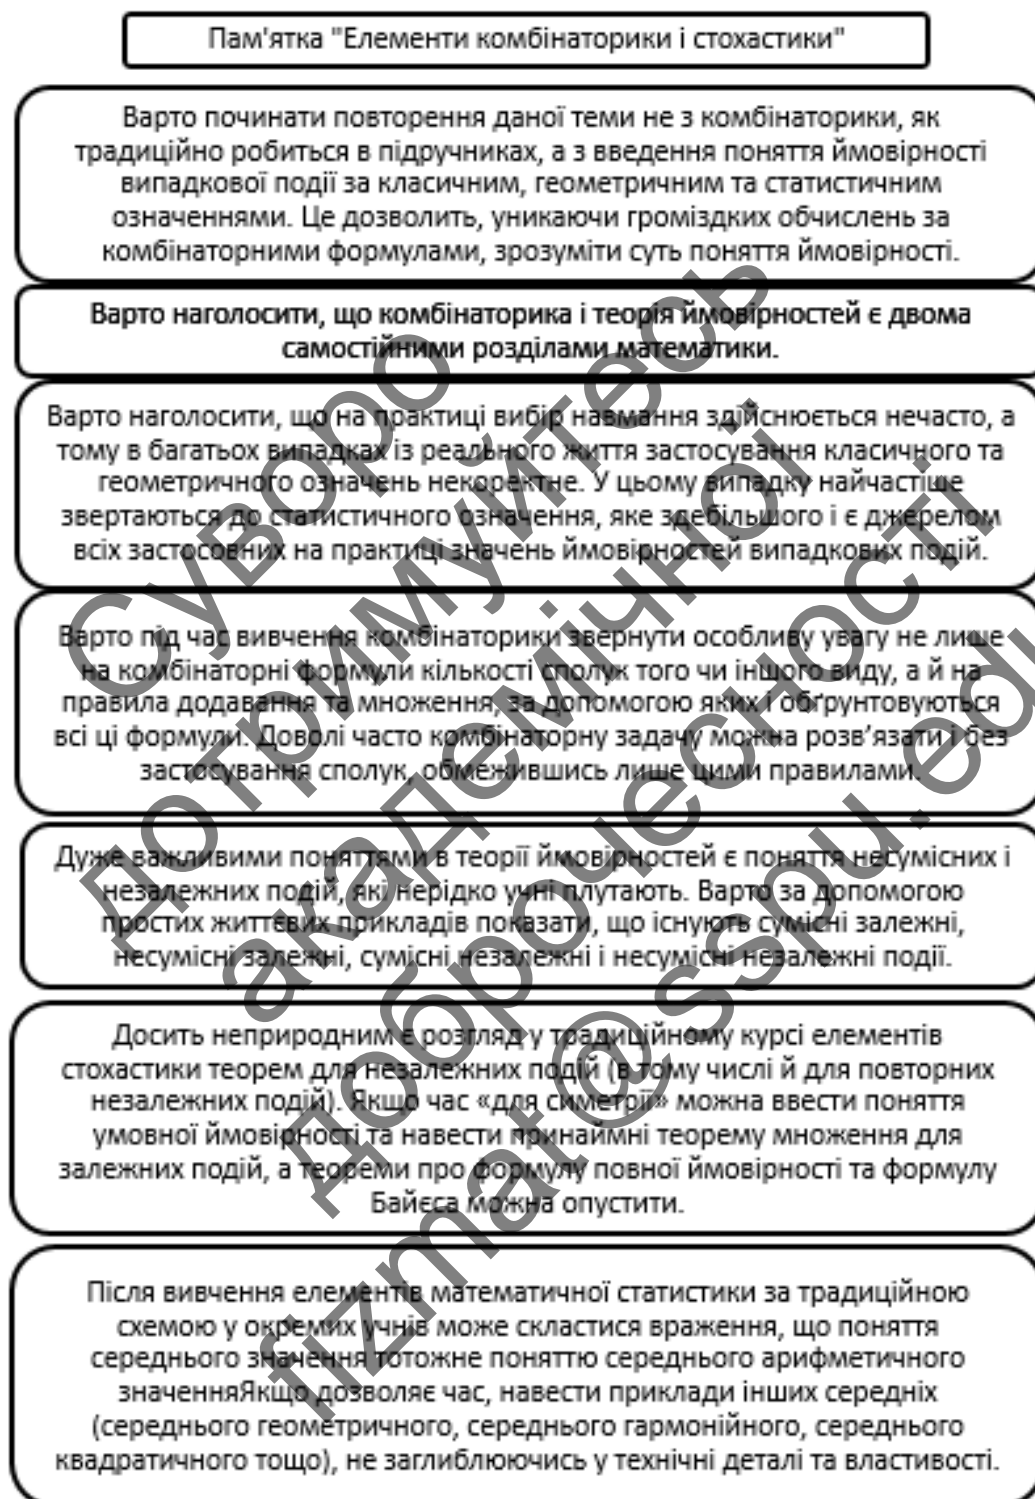 Пам'ятка "Елементи комбінаторики і стохастики"
Варто починати повторення даної теми не з комбінаторики, як
традиційно робиться в підручниках, а з введення поняття ймовірності
випадкової події за класичним, геометричним та статистичним
означеннями. Це дозволить, уникаючи громіздких обчислень за
комбінаторними формулами, зрозуміти суть поняття ймовірності.
Варто наголосити, що комбінаторика і теорія ймовірностей є двома
самостійними розділами математики.
Варто наголосити, що на практиці вибір навмання здійснюється нечасто, а
тому в багатьох випадках із реального життя застосування класичного та
геометричного означень некоректне. У цьому випадку найчастіше
звертаються до статистичного означення, яке здебільшого і є джерелом
всіх застосовних на практиці значень ймовірностей випадкових подій.
Варто під час вивчення комбінаторики звернути особливу увагу не лише
на комбінаторні формули кількості сполук того чи іншого виду, а й на
правила додавання та множення, за допомогою яких і обґрунтовуються
всі ці формули. Доволі часто комбінаторну задачу можна розв’язати і без
застосування сполук, обмежившись лише цими правилами.
Дуже важливими поняттями в теорії ймовірностей є поняття несумісних і
незалежних подій, які нерідко учні плутають. Варто за допомогою
простих життєвих прикладів показати, що існують сумісні залежні,
несумісні залежні, сумісні незалежні і несумісні незалежні події.
Досить неприродним є розгляд у традиційному курсі елементів
стохастики теорем для незалежних подій (в тому числі й для повторних
незалежних подій). Якщо час «для симетрії» можна ввести поняття
умовної ймовірності та навести принаймні теорему множення для
залежних подій, а теореми про формулу повної ймовірності та формулу
Байєса можна опустити.
Після вивчення елементів математичної статистики за традиційною
схемою у окремих учнів може скластися враження, що поняття
середнього значення тотожне поняттю середнього арифметичного
значенняЯкщо дозволяє час, навести приклади інших середніх
(середнього геометричного, середнього гармонійного, середнього
квадратичного тощо), не заглиблюючись у технічні деталі та властивості.
Суворо
дотримуйтесь
академічної
доброчесності
fizmat@sspu.ed